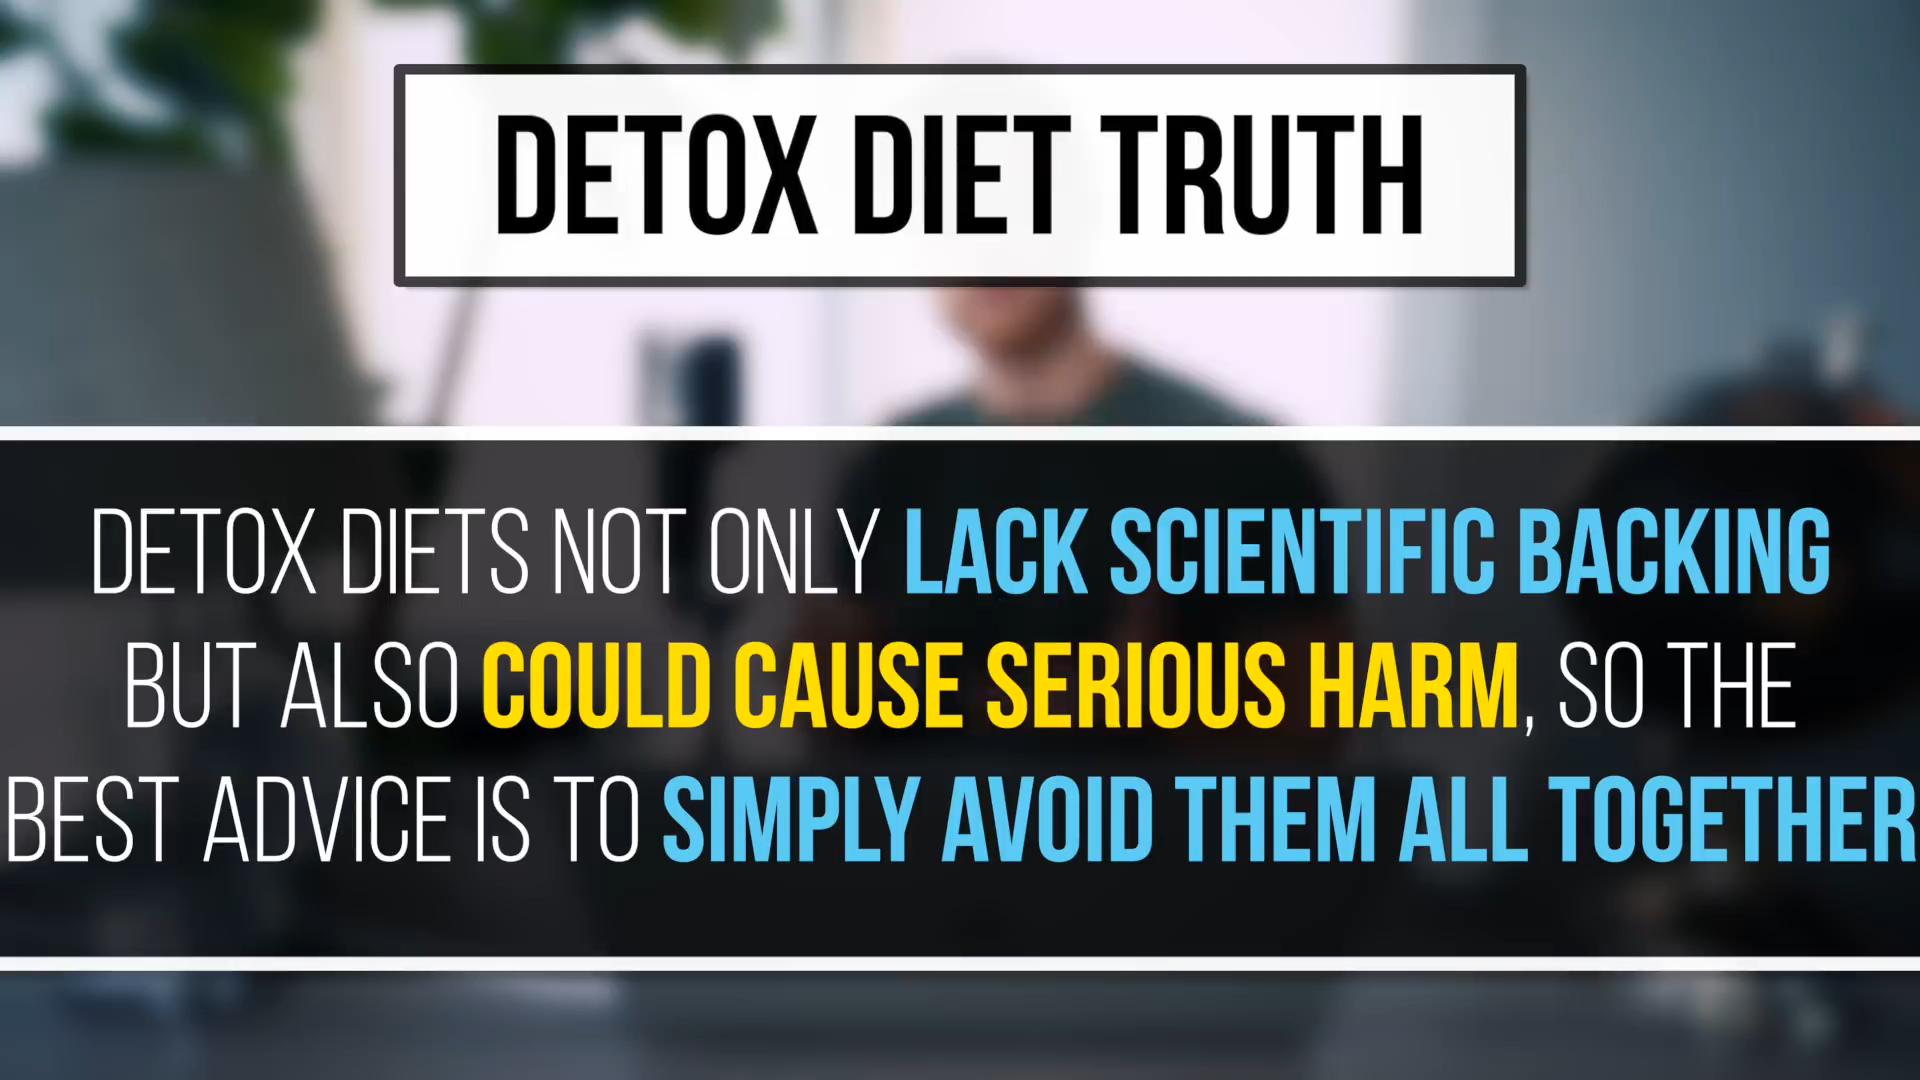 DETOX DIET TRUTH
DETOX DIETS NOT ONLY LACK SCIENTIFIC BACKING
BUT ALSO COULD CAUSE SERIOUS HARM, SO THE
BEST ADVICE IS TO SIMPLY AVOID THEM ALL TOGETHER